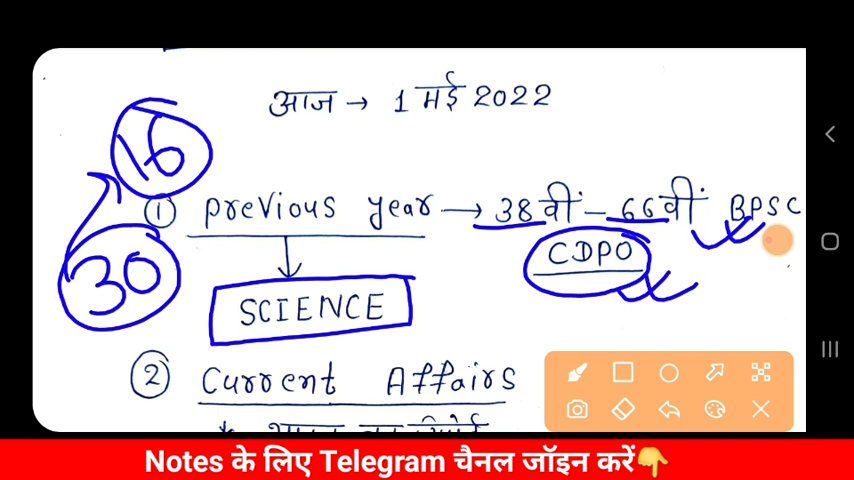 आज → 1 मई 2022
16
① Previous year → 38वीं – 66वीं BPSC
CDPO
30
SCIENCE
② Current Affairs
Notes के लिए Telegram चैनल जॉइन करें👇